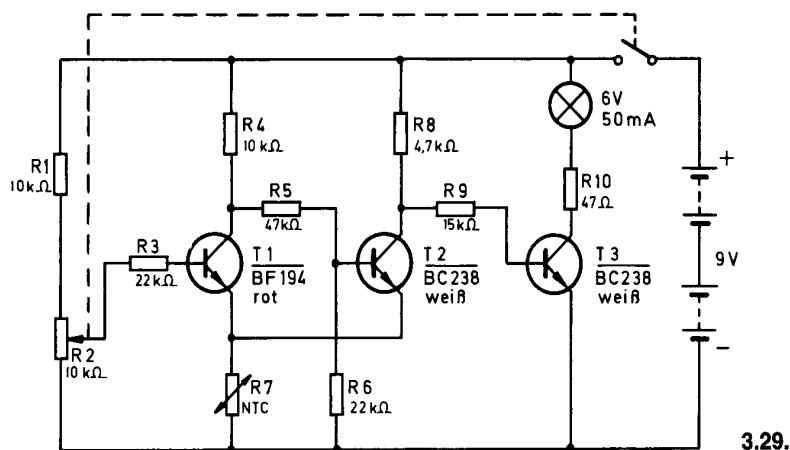 R1
10kΩ
R2
10kΩ
R3
22kΩ
R4
10kΩ
R5
47kΩ
T1
BF194
rot
R7
NTC
R6
22kΩ
R8
4,7kΩ
R9
15kΩ
T2
BC238
weiß
6V
50mA
R10
47Ω
T3
BC238
weiß
+
9V
−
3.29.